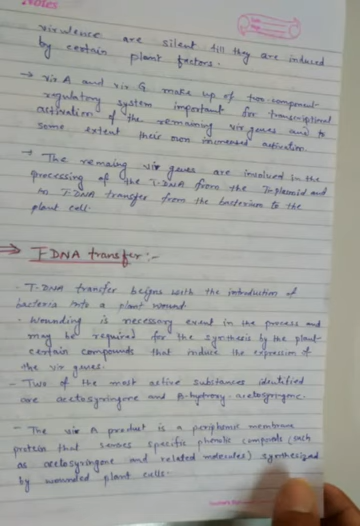 Notes
virulence are silent till they are induced
by certain plant factors.
→ vir A and vir G make up of two-component
regulatory system important for transcriptional
activation of the remaining vir genes and to
some extent their own increased activation.
→ The remaing vir genes are involved in the
processing of the T-DNA from the Ti plasmid and
in T-DNA transfer from the bacterium to the
plant cell.
→ T DNA transfer :-
- T-DNA transfer begins with the introduction of
bacteria into a plant wound
- Wounding is necessary event in the process and
may be required for the synthesis by the plant
certain compounds that induce the expression of
the vir genes.
- Two of the most active substances identified
are acetosyringone and β-hydroxy-acetosyringone.
- The vir A product is a periplasmic membrane
protein that senses specific phenolic compounds (such
as acetosyringone and related molecules) synthesized
by wounded plant cells.